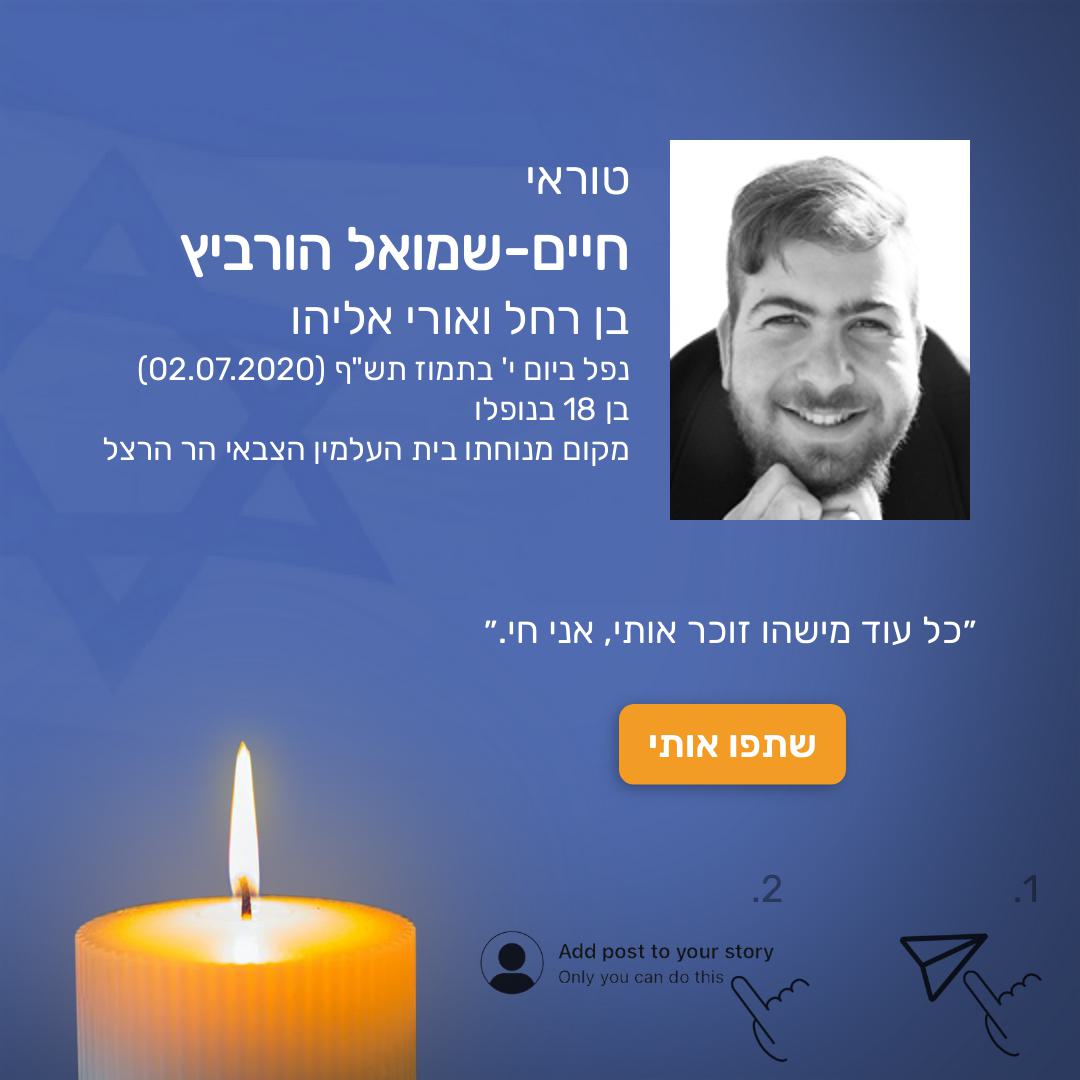 טוראי
חיים-שמואל הורביץ
בן רחל ואורי אליהו
נפל ביום י' בתמוז תש"ף (02.07.2020)
בן 18 בנופלו
מקום מנוחתו בית העלמין הצבאי הר הרצל
״כל עוד מישהו זוכר אותי, אני חי.״
שתפו אותי
1.
2.
Add post to your story
Only you can do this